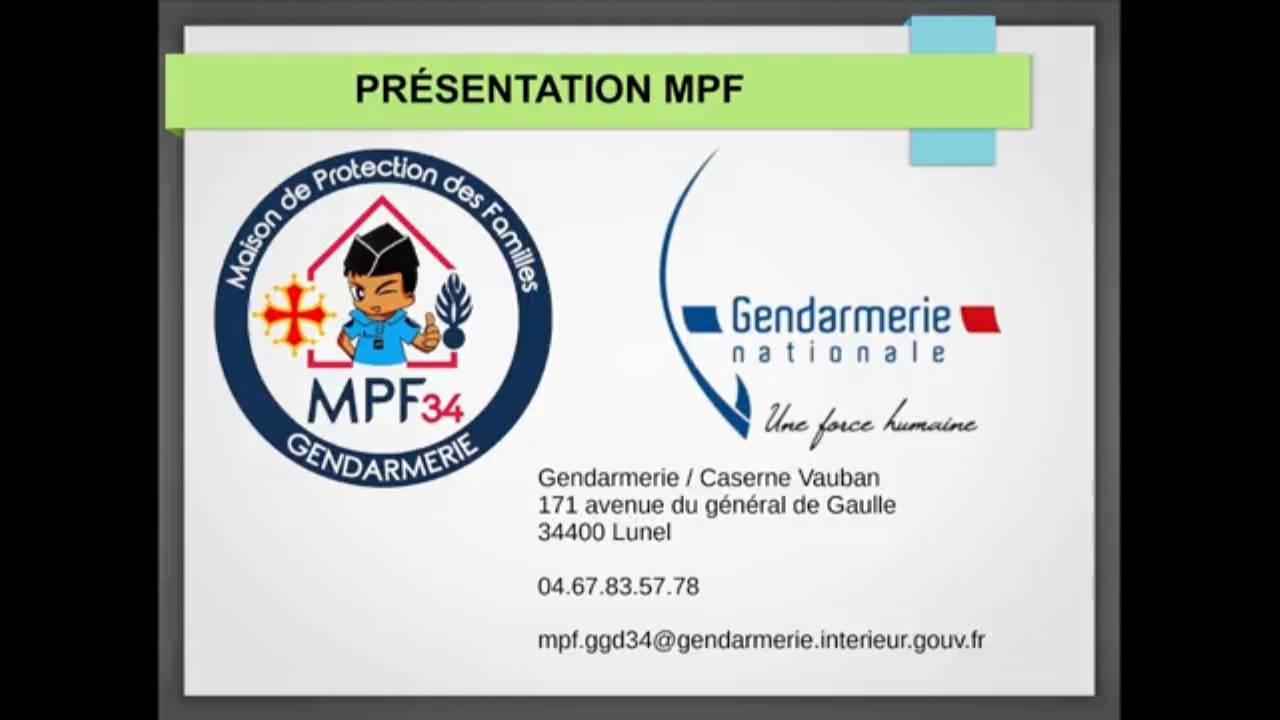 PRÉSENTATION MPF
Maison de Protection des Familles
MPF34
GENDARMERIE
Gendarmerie
nationale
Une force humaine
Gendarmerie / Caserne Vauban
171 avenue du général de Gaulle
34400 Lunel
04.67.83.57.78
mpf.ggd34@gendarmerie.interieur.gouv.fr